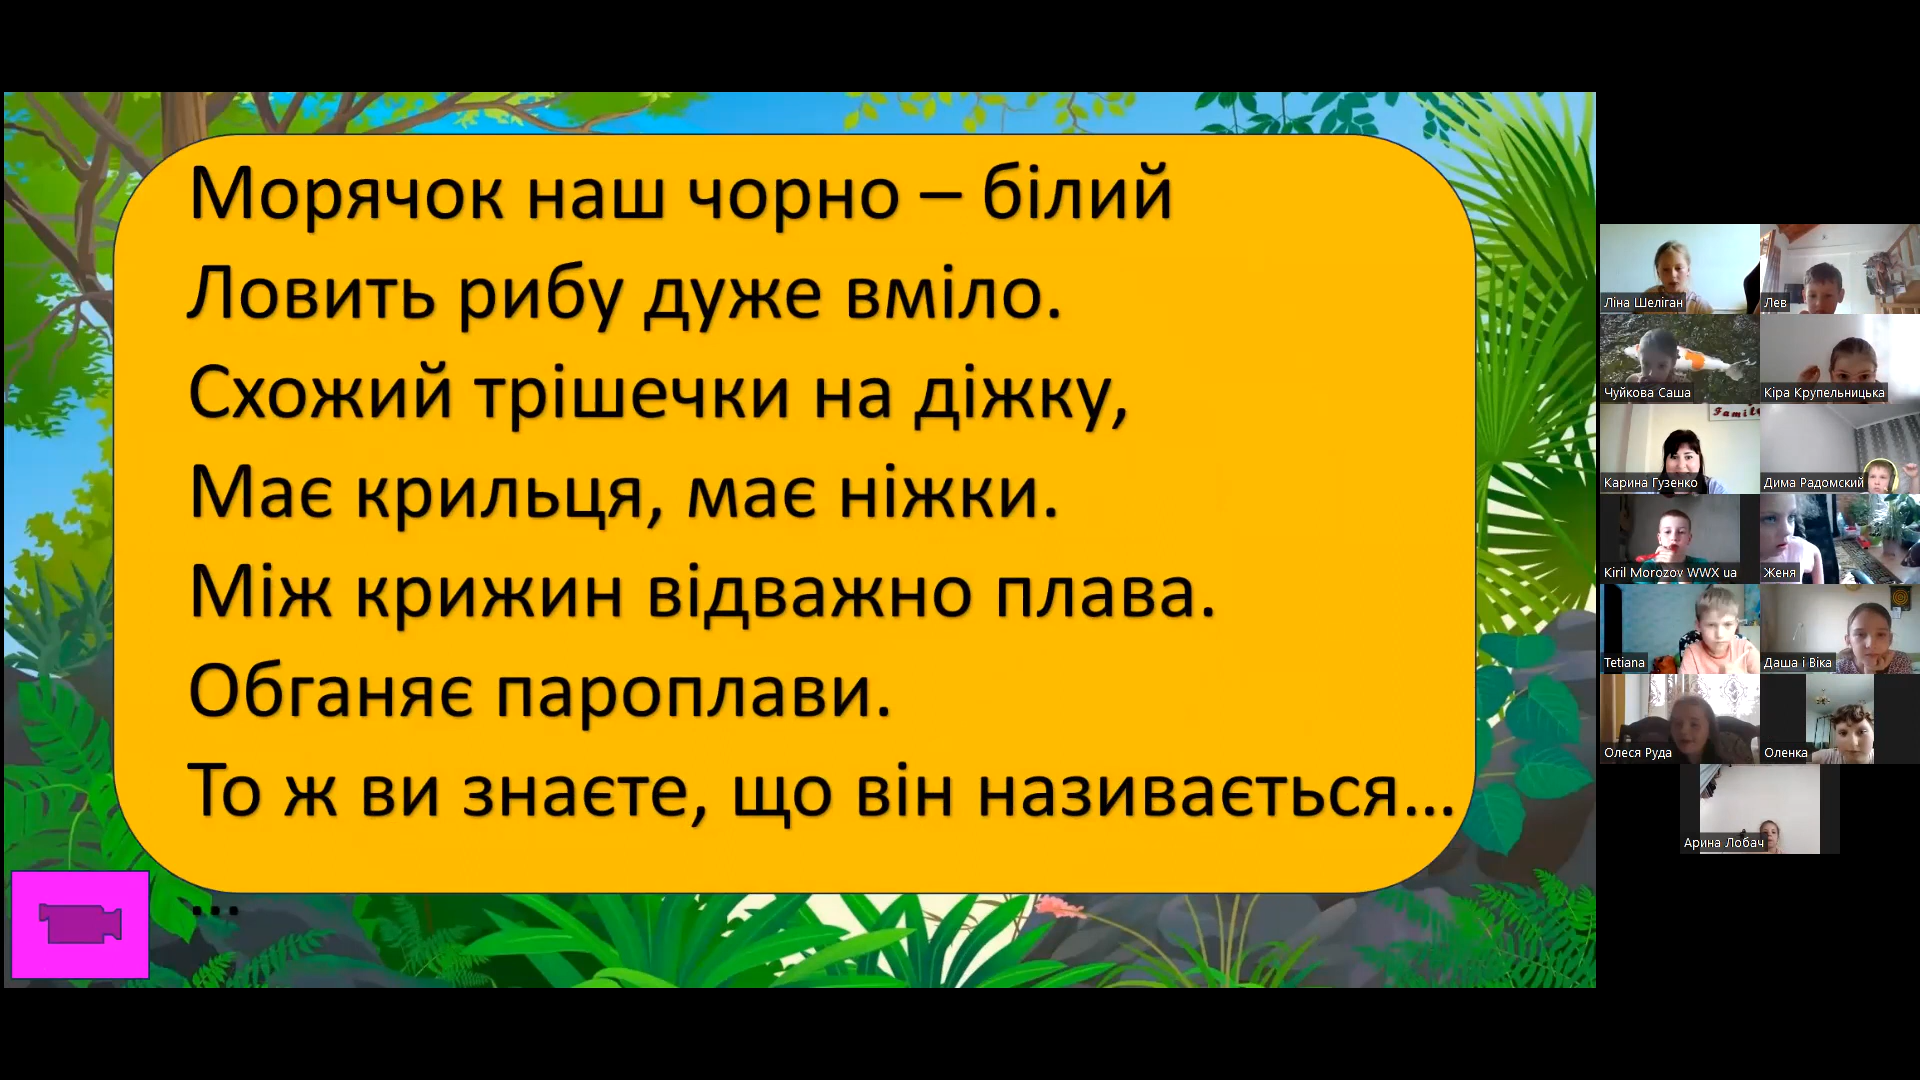 Морячок наш чорно – білий
Ловить рибу дуже вміло.
Схожий трішечки на діжку,
Має крильця, має ніжки.
Між крижин відважно плава.
Обганяє пароплави.
То ж ви знаєте, що він називається...
...
Ліна Шеліган
Лев
Чуйкова Саша
Кіра Крупельницька
Family
Карина Гузенко
Дима Радомский
Kiril Morozov WWX ua
Женя
Tetiana
Даша і Віка
Олеся Руда
Оленка
Арина Лобач